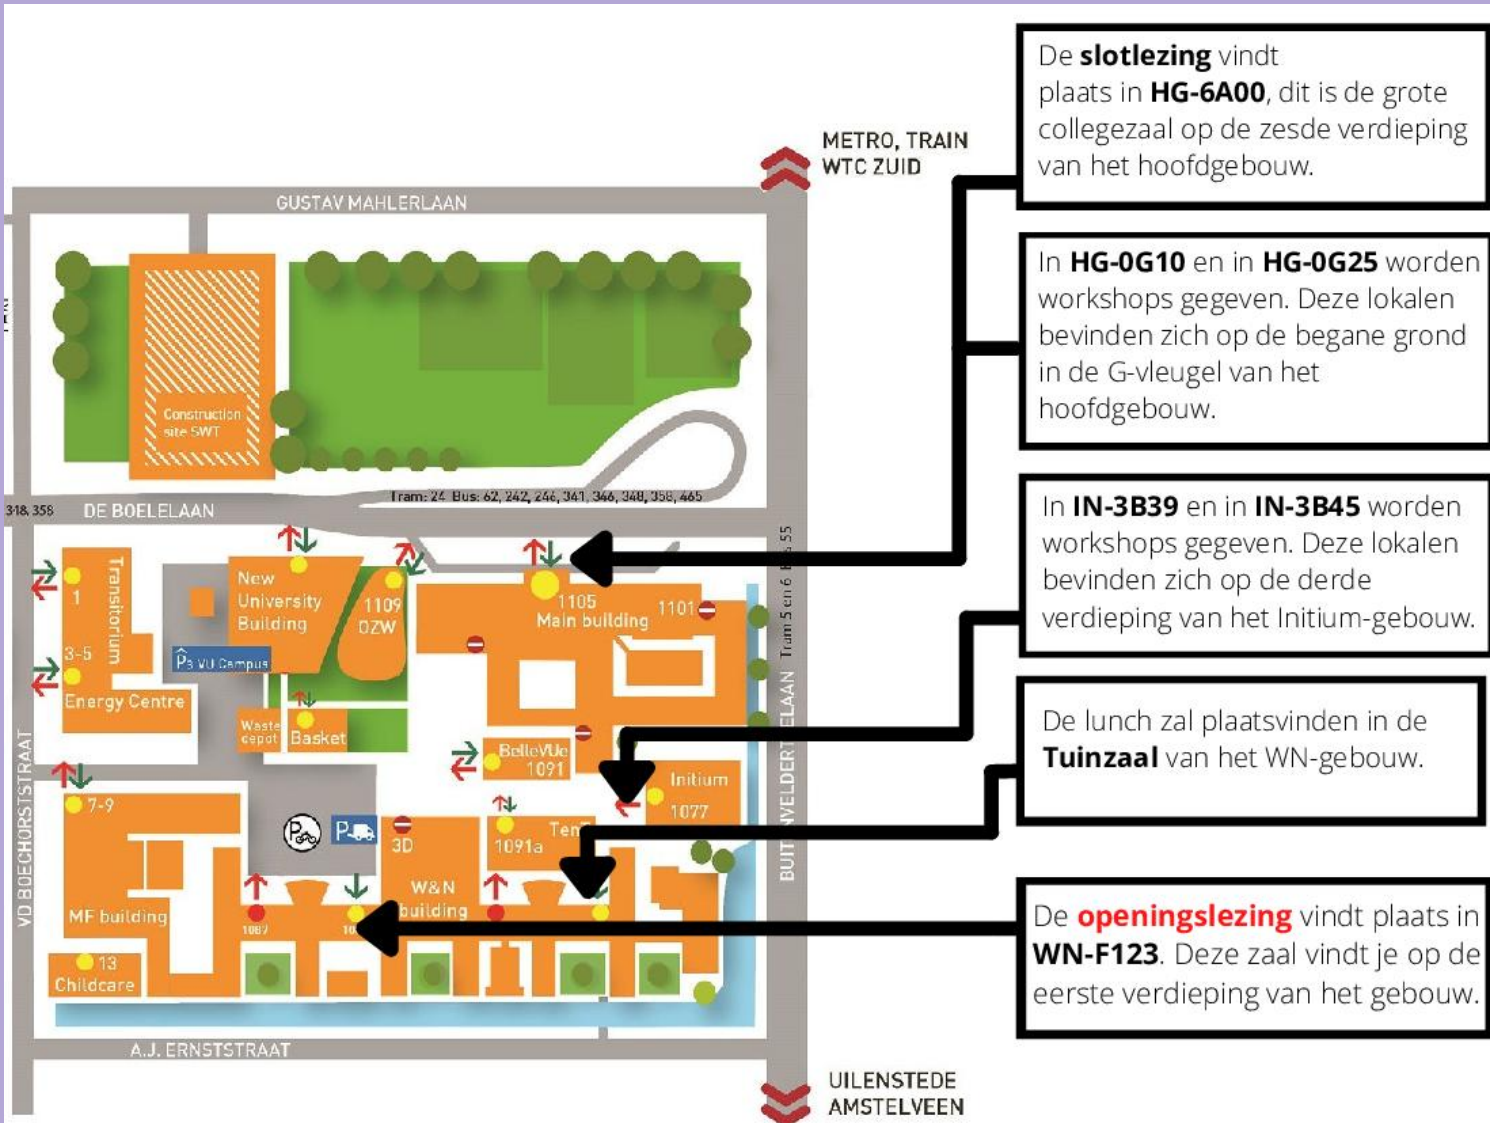 De slotlezing vindt
plaats in HG-6A00, dit is de grote
collegezaal op de zesde verdieping
van het hoofdgebouw.
In HG-0G10 en in HG-0G25 worden
workshops gegeven. Deze lokalen
bevinden zich op de begane grond
in de G-vleugel van het
hoofdgebouw.
In IN-3B39 en in IN-3B45 worden
workshops gegeven. Deze lokalen
bevinden zich op de derde
verdieping van het Initium-gebouw.
De lunch zal plaatsvinden in de
Tuinzaal van het WN-gebouw.
De openingslezing vindt plaats in
WN-F123. Deze zaal vindt je op de
eerste verdieping van het gebouw.
METRO, TRAIN
WTC ZUID
GUSTAV MAHLERLAAN
Construction
site SWT
Tram: 24 Bus: 62, 242, 246, 341, 346, 348, 358, 465
348, 358
DE BOELELAAN
Transitorium
1
3-5
Energy Centre
New
University
Building
1109
OZW
P3 VU Campus
Waste
depot
Basket
1105
Main building
1101
BelleVUe
1091
Initium
1077
1091a
7-9
P
P
3D
W&N
building
MF building
1087
13
Childcare
VD BOECHORSTSTRAAT
Tram 5 en 6
55
A.J. ERNSTSTRAAT
UILENSTEDE
AMSTELVEEN